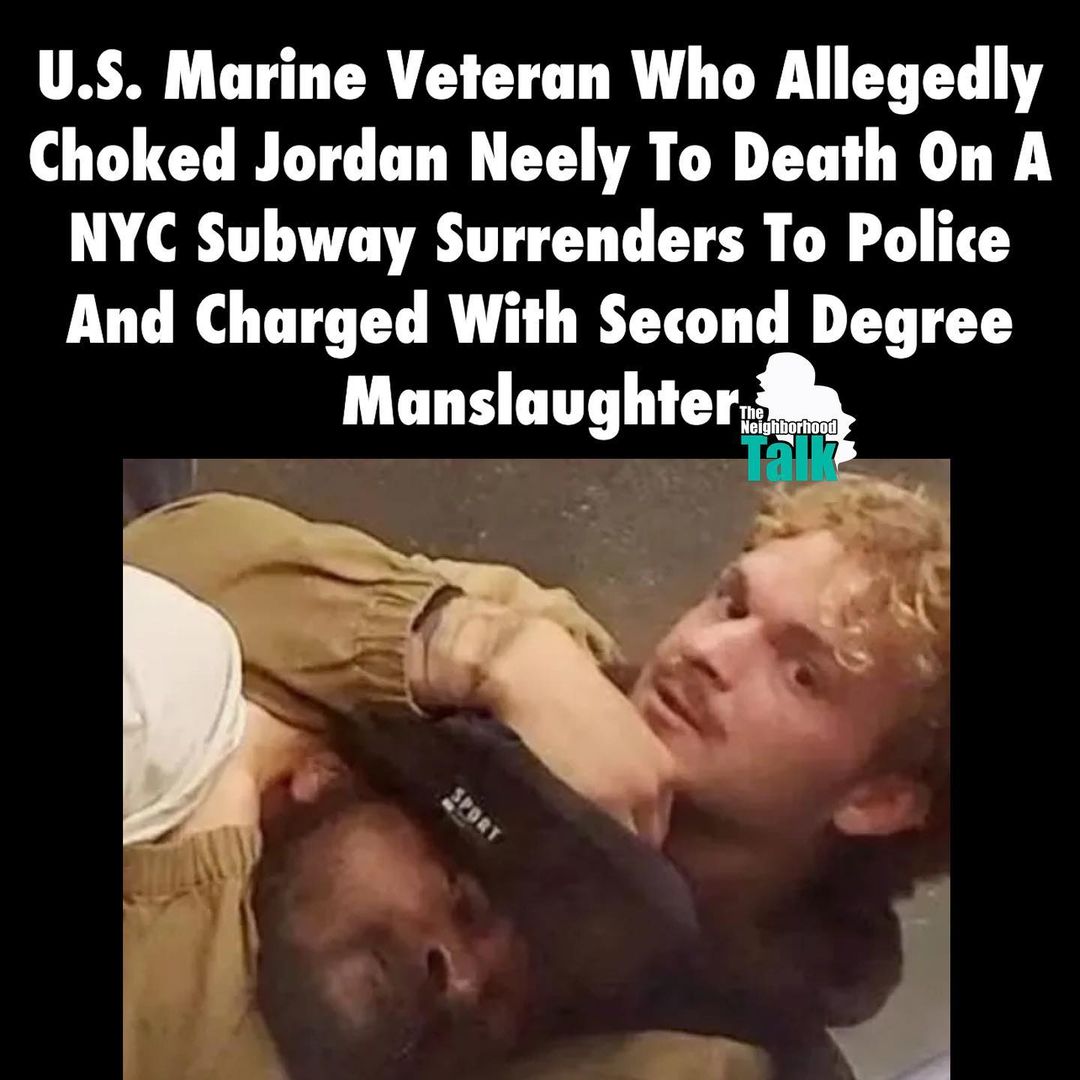 U.S. Marine Veteran Who Allegedly
Choked Jordan Neely To Death On A
NYC Subway Surrenders To Police
And Charged With Second Degree
Manslaughter
The
Neighborhood
Talk
SPORT